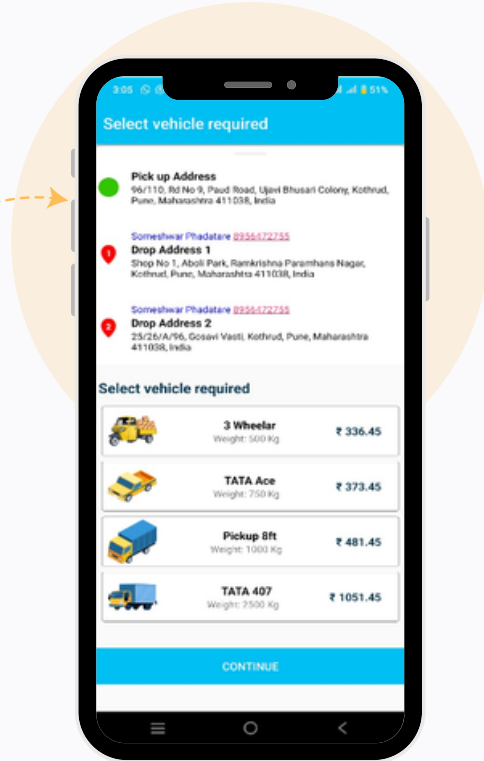 3:05
51%
Select vehicle required
Pick up Address
96/110, Rd No 9, Paud Road, Ujavi Bhusari Colony, Kothrud,
Pune, Maharashtra 411038, India
Someshwar Phadatare 8956472755
1
Drop Address 1
Shop No 1, Aboli Park, Ramkrishna Paramhans Nagar,
Kothrud, Pune, Maharashtra 411038, India
Someshwar Phadatare 8956472755
2
Drop Address 2
25/26/A/96, Gosavi Vasti, Kothrud, Pune, Maharashtra
411038, India
Select vehicle required
3 Wheelar
Weight: 500 Kg
₹ 336.45
TATA Ace
Weight: 750 Kg
₹ 373.45
Pickup 8ft
Weight: 1000 Kg
₹ 481.45
TATA 407
Weight: 2500 Kg
₹ 1051.45
CONTINUE